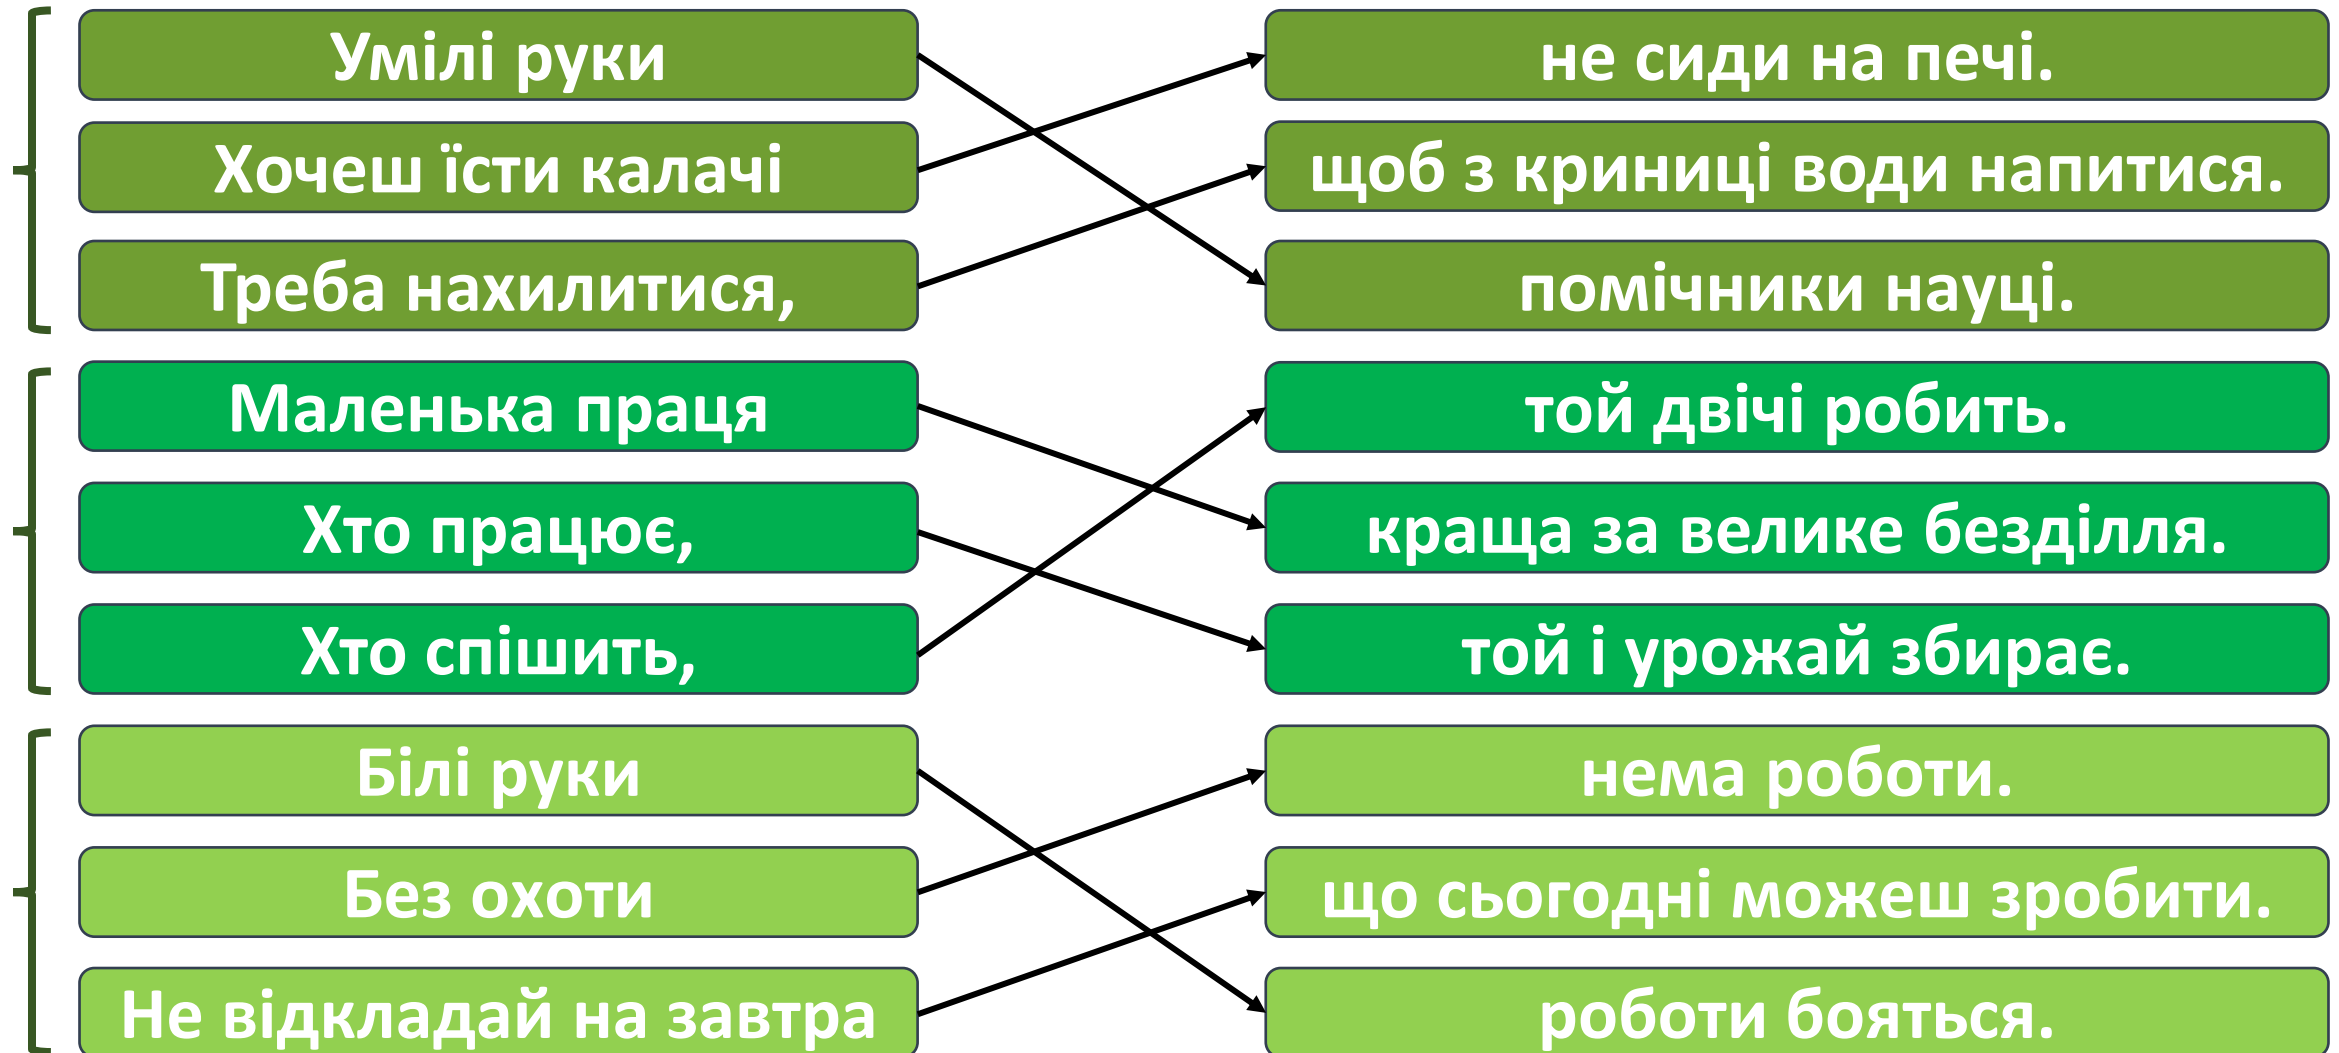 Умілі руки
не сиди на печі.
Хочеш їсти калачі
щоб з криниці води напитися.
Треба нахилитися,
помічники науці.
Маленька праця
той двічі робить.
Хто працює,
краща за велике безділля.
Хто спішить,
той і урожай збирає.
Білі руки
нема роботи.
Без охоти
що сьогодні можеш зробити.
Не відкладай на завтра
роботи бояться.